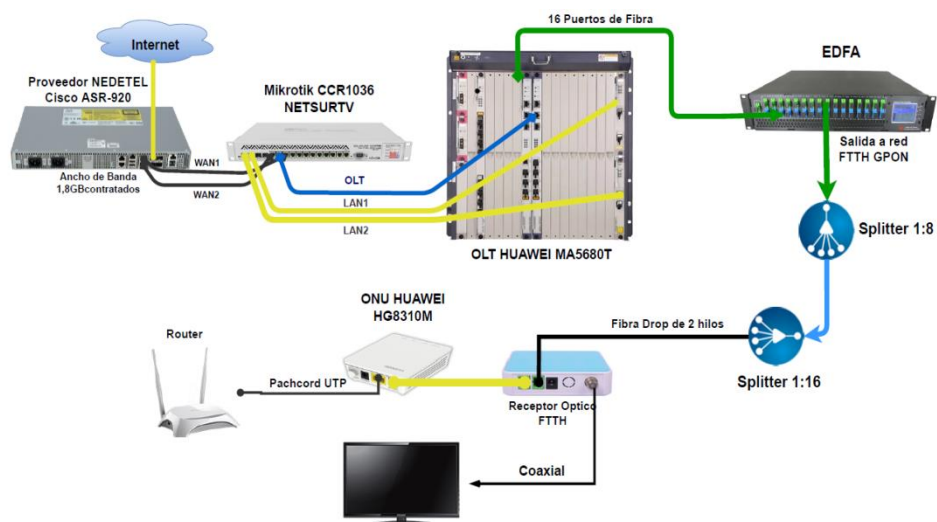 Internet
Proveedor NEDETEL
Cisco ASR-920
Ancho de Banda
1,8GBcontratados
WAN1
WAN2
Mikrotik CCR1036
NETSURTV
OLT
LAN1
LAN2
16 Puertos de Fibra
OLT HUAWEI MA5680T
EDFA
Salida a red
FTTH GPON
Splitter 1:8
Splitter 1:16
Fibra Drop de 2 hilos
Receptor Optico
FTTH
ONU HUAWEI
HG8310M
Pachcord UTP
Router
Coaxial